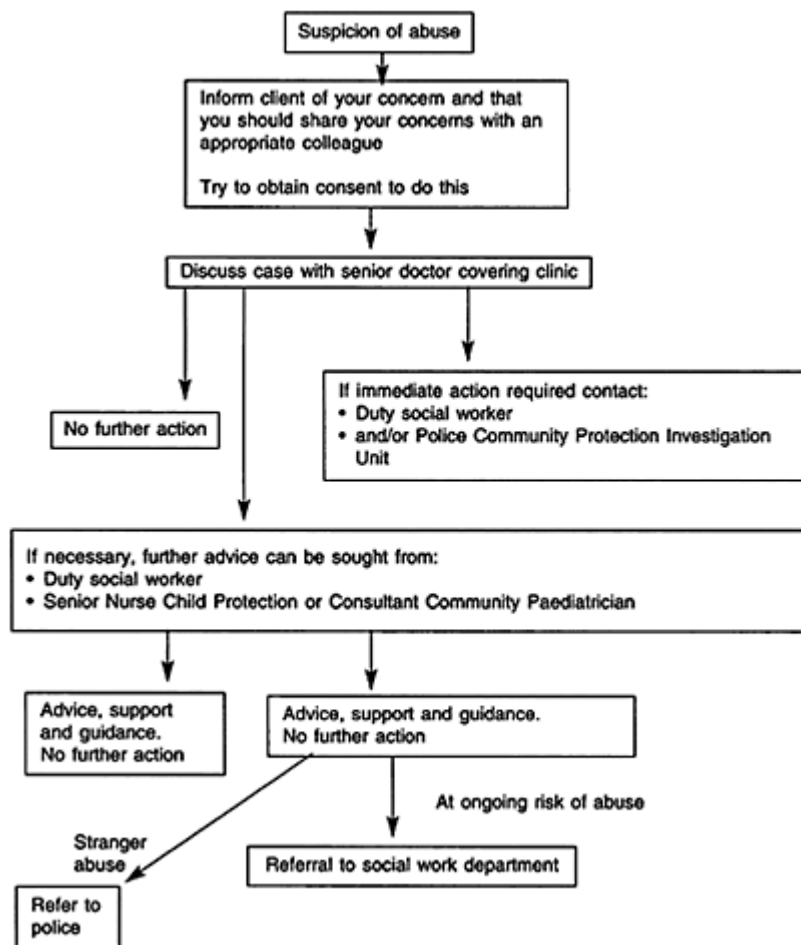 Suspicion of abuse
Inform client of your concern and that
you should share your concerns with an
appropriate colleague
Try to obtain consent to do this
Discuss case with senior doctor covering clinic
No further action
If immediate action required contact:
• Duty social worker
• and/or Police Community Protection Investigation
Unit
If necessary, further advice can be sought from:
• Duty social worker
• Senior Nurse Child Protection or Consultant Community Paediatrician
Advice, support
and guidance.
No further action
Advice, support and guidance.
No further action
At ongoing risk of abuse
Stranger
abuse
Referral to social work department
Refer to
police